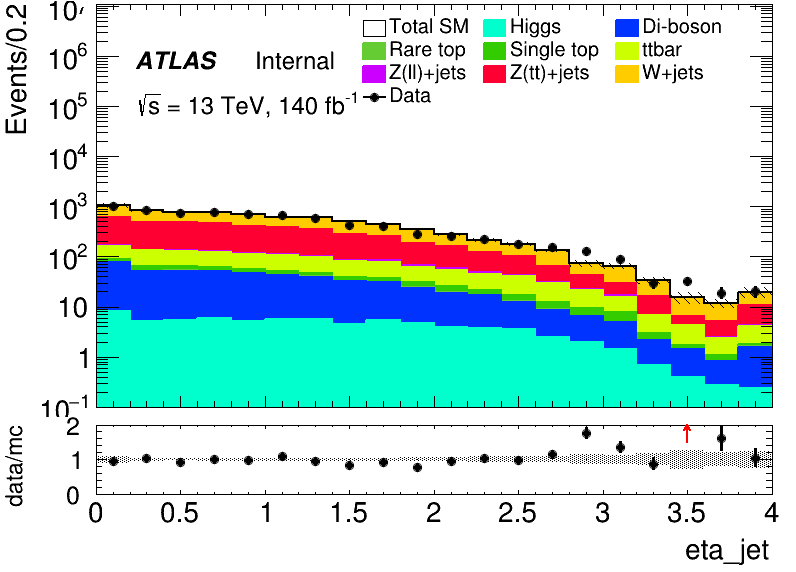 Events/0.2
10⁷
10⁶
10⁵
10⁴
10³
10²
10
1
10⁻¹
ATLAS Internal
√s = 13 TeV, 140 fb⁻¹
Total SM Higgs Di-boson
Rare top Single top ttbar
Z(ll)+jets Z(tt)+jets W+jets
Data
data/mc
2
1
0
0 0.5 1 1.5 2 2.5 3 3.5 4
eta_jet